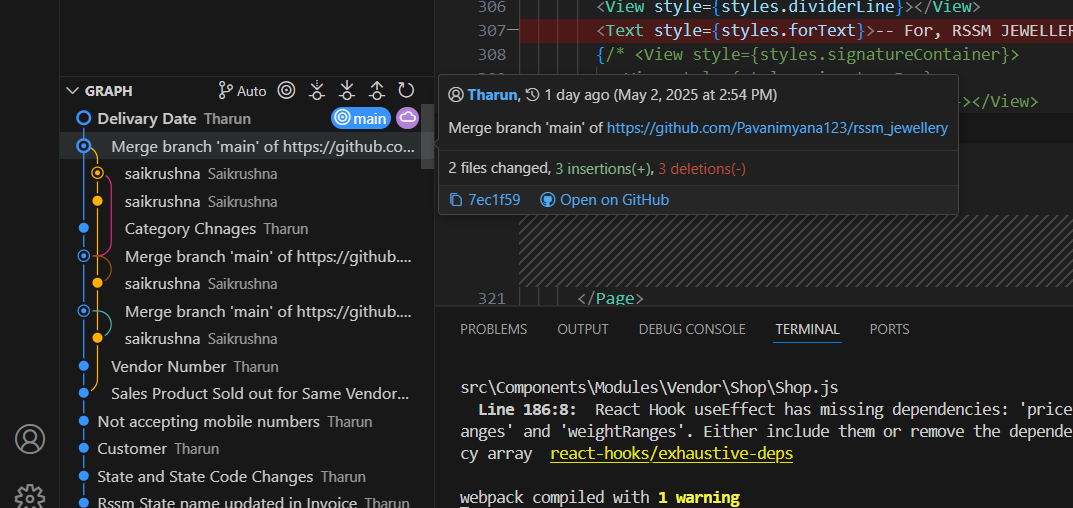 GRAPH Auto
Delivary Date Tharun main
Merge branch 'main' of https://github.co...
saikrushna Saikrushna
saikrushna Saikrushna
Category Chnages Tharun
Merge branch 'main' of https://github....
saikrushna Saikrushna
Merge branch 'main' of https://github....
saikrushna Saikrushna
Vendor Number Tharun
Sales Product Sold out for Same Vendor...
Not accepting mobile numbers Tharun
Customer Tharun
State and State Code Changes Tharun
Rssm State name updated in Invoice Tharun
306 <View style={styles.dividerLine}></View>
307 <Text style={styles.forText}>-- For, RSSM JEWELLER
308 {/* <View style={styles.signatureContainer}>
></View>
Tharun, 1 day ago (May 2, 2025 at 2:54 PM)
Merge branch 'main' of https://github.com/Pavanimyana123/rssm_jewellery
2 files changed, 3 insertions(+), 3 deletions(-)
7ec1f59 Open on GitHub
321 </Page>
PROBLEMS OUTPUT DEBUG CONSOLE TERMINAL PORTS
src\Components\Modules\Vendor\Shop\Shop.js
Line 186:8: React Hook useEffect has missing dependencies: 'price
anges' and 'weightRanges'. Either include them or remove the depende
cy array react-hooks/exhaustive-deps
webpack compiled with 1 warning